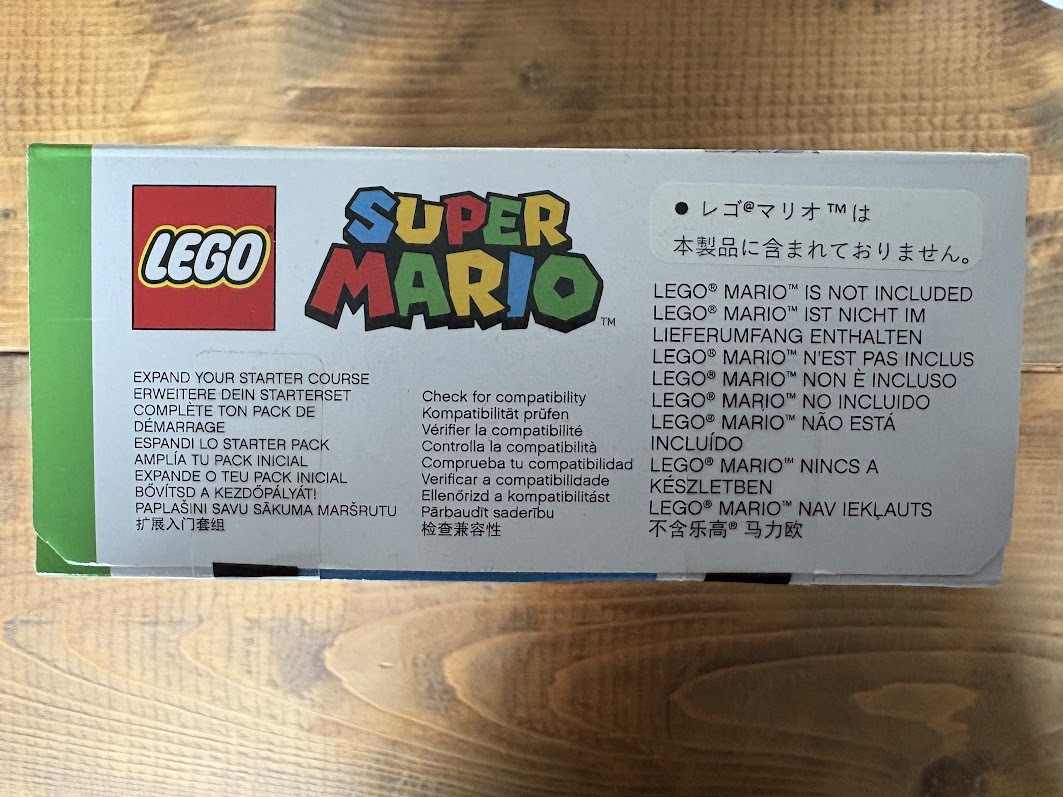 LEGO®
SUPER
MARIO™
● レゴ®マリオ™は
本製品に含まれておりません。
EXPAND YOUR STARTER COURSE
ERWEITERE DEIN STARTERSET
COMPLÈTE TON PACK DE
DÉMARRAGE
ESPANDI LO STARTER PACK
AMPLÍA TU PACK INICIAL
EXPANDE O TEU PACK INICIAL
BŐVÍTSD A KEZDŐPÁLYÁT!
PAPLAŠINI SAVU SĀKUMA MARŠRUTU
扩展入门套组
Check for compatibility
Kompatibilität prüfen
Vérifier la compatibilité
Controlla la compatibilità
Comprueba tu compatibilidad
Verificar a compatibilidade
Ellenőrizd a kompatibilitást
Pārbaudīt saderību
检查兼容性
LEGO® MARIO™ IS NOT INCLUDED
LEGO® MARIO™ IST NICHT IM
LIEFERUMFANG ENTHALTEN
LEGO® MARIO™ N'EST PAS INCLUS
LEGO® MARIO™ NON È INCLUSO
LEGO® MARIO™ NO INCLUIDO
LEGO® MARIO™ NÃO ESTÁ
INCLUÍDO
LEGO® MARIO™ NINCS A
KÉSZLETBEN
LEGO® MARIO™ NAV IEKĻAUTS
不含乐高® 马力欧